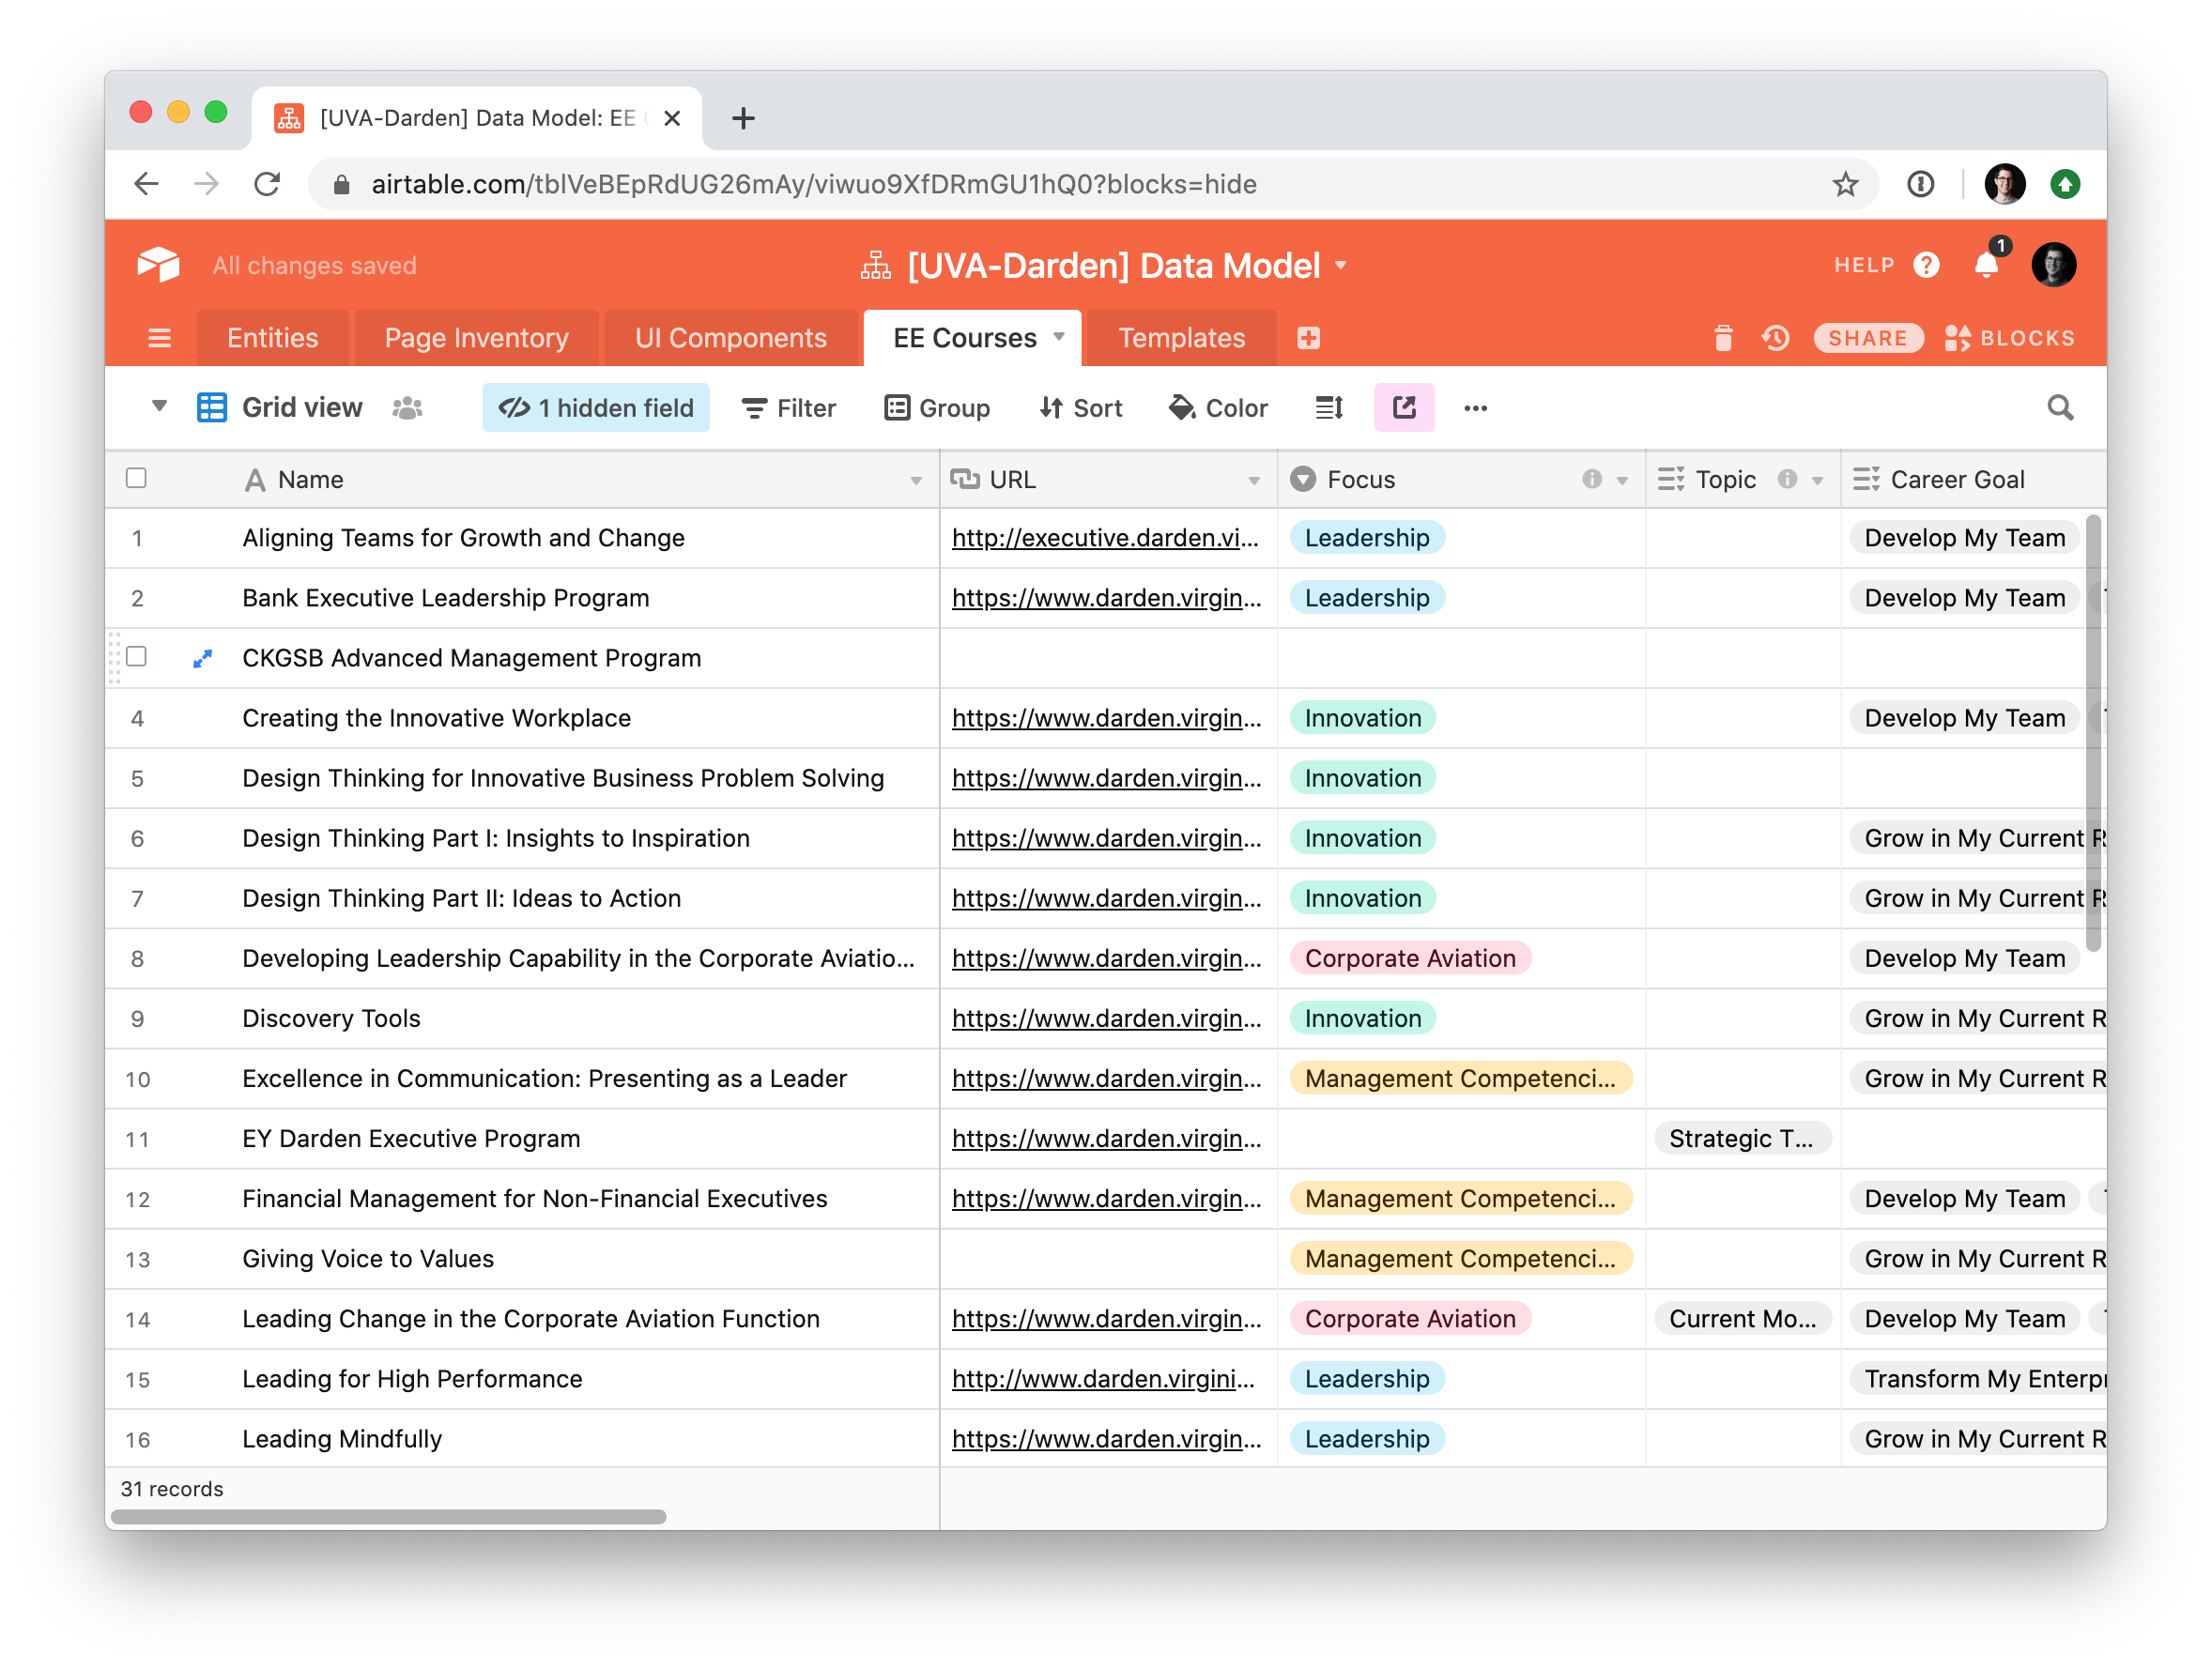 [UVA-Darden] Data Model: EE
airtable.com/tblVeBEpRdUG26mAy/viwuo9XfDRmGU1hQ0?blocks=hide
All changes saved
[UVA-Darden] Data Model
HELP
1
Entities
Page Inventory
UI Components
EE Courses
Templates
SHARE
BLOCKS
Grid view
1 hidden field
Filter
Group
Sort
Color
Name URL Focus Topic Career Goal
1 Aligning Teams for Growth and Change http://executive.darden.vi... Leadership Develop My Team
2 Bank Executive Leadership Program https://www.darden.virgin... Leadership Develop My Team
CKGSB Advanced Management Program
4 Creating the Innovative Workplace https://www.darden.virgin... Innovation Develop My Team
5 Design Thinking for Innovative Business Problem Solving https://www.darden.virgin... Innovation
6 Design Thinking Part I: Insights to Inspiration https://www.darden.virgin... Innovation Grow in My Current R
7 Design Thinking Part II: Ideas to Action https://www.darden.virgin... Innovation Grow in My Current R
8 Developing Leadership Capability in the Corporate Aviatio... https://www.darden.virgin... Corporate Aviation Develop My Team
9 Discovery Tools https://www.darden.virgin... Innovation Grow in My Current R
10 Excellence in Communication: Presenting as a Leader https://www.darden.virgin... Management Competenci... Grow in My Current R
11 EY Darden Executive Program https://www.darden.virgin... Strategic T...
12 Financial Management for Non-Financial Executives https://www.darden.virgin... Management Competenci... Develop My Team
13 Giving Voice to Values Management Competenci... Grow in My Current R
14 Leading Change in the Corporate Aviation Function https://www.darden.virgin... Corporate Aviation Current Mo... Develop My Team
15 Leading for High Performance http://www.darden.virgini... Leadership Transform My Enterp
16 Leading Mindfully https://www.darden.virgin... Leadership Grow in My Current R
31 records